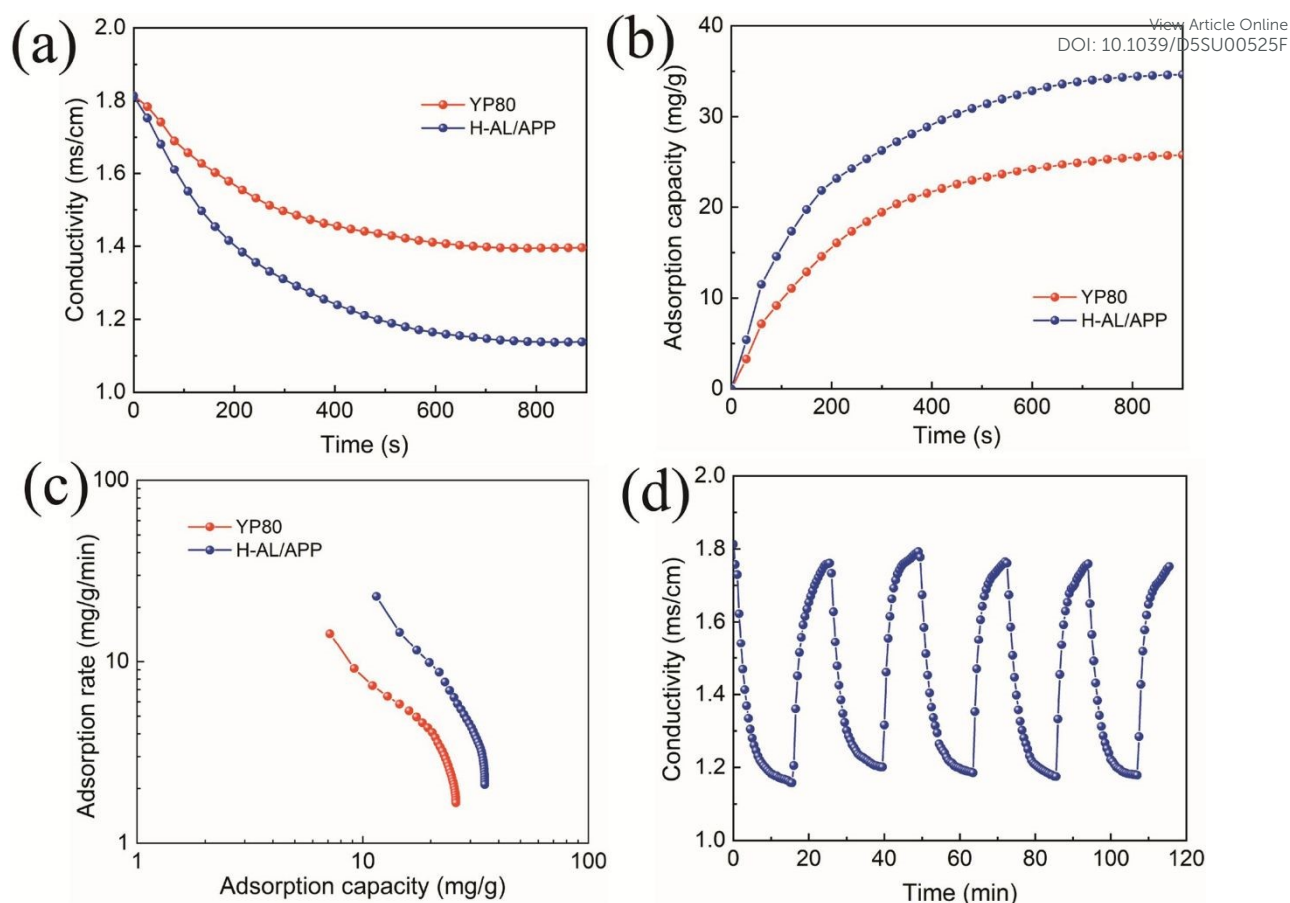 View Article Online
DOI: 10.1039/D5SU00525F
(a)
2.0
1.8
1.6
1.4
1.2
1.0
Conductivity (ms/cm)
YP80
H-AL/APP
0 200 400 600 800
Time (s)
(b)
40
30
20
10
0
Adsorption capacity (mg/g)
YP80
H-AL/APP
0 200 400 600 800
Time (s)
(c)
100
10
1
Adsorption rate (mg/g/min)
YP80
H-AL/APP
1 10 100
Adsorption capacity (mg/g)
(d)
2.0
1.8
1.6
1.4
1.2
1.0
Conductivity (ms/cm)
0 20 40 60 80 100 120
Time (min)